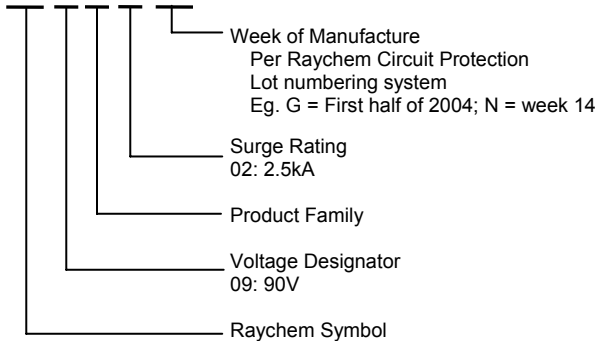 Week of Manufacture
Per Raychem Circuit Protection
Lot numbering system
Eg. G = First half of 2004; N = week 14
Surge Rating
02: 2.5kA
Product Family
Voltage Designator
09: 90V
Raychem Symbol